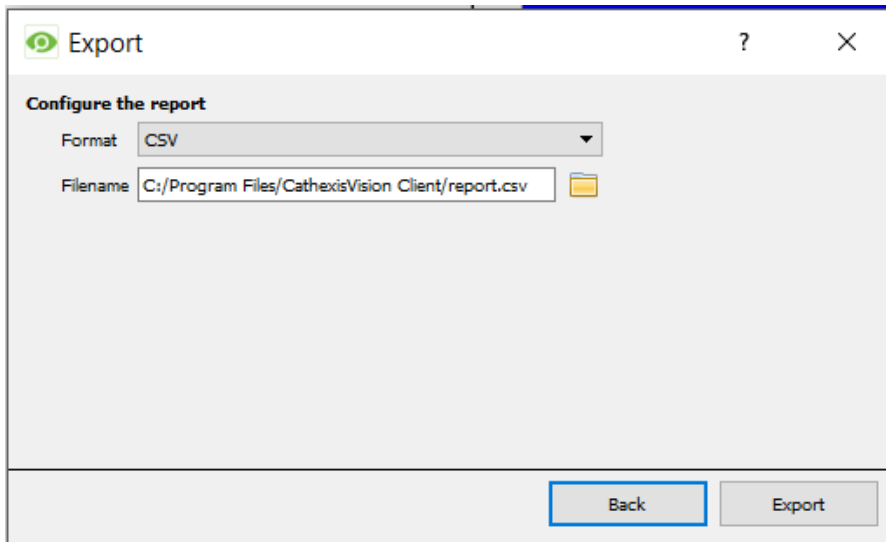 Export ? ×
Configure the report
Format CSV
Filename C:/Program Files/CathexisVision Client/report.csv
Back Export